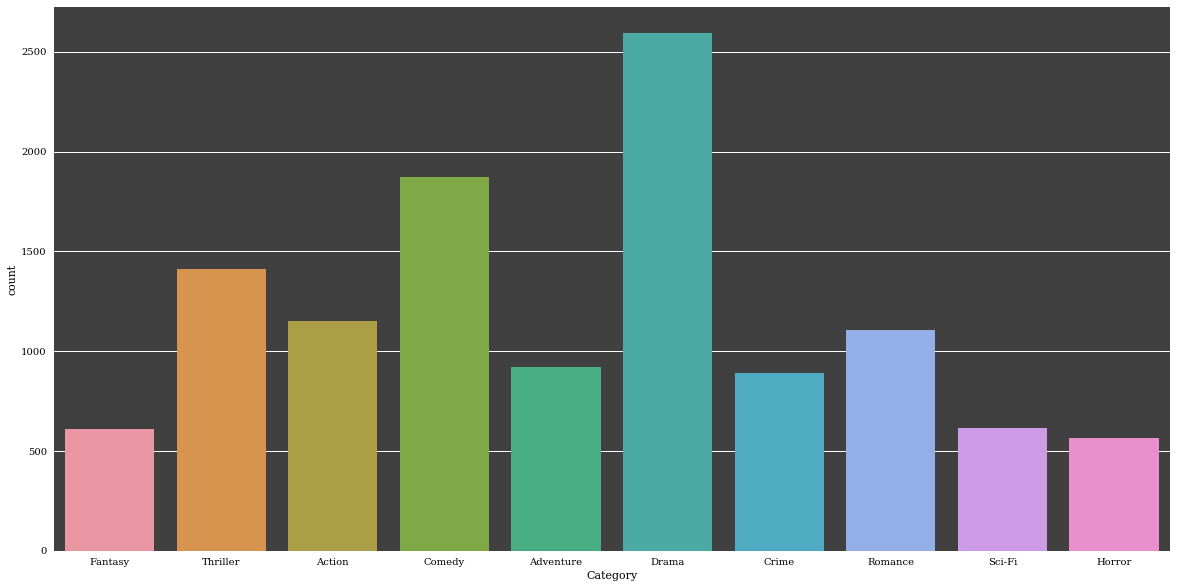 2500
2000
1500
1000
500
0
count
Fantasy Thriller Action Comedy Adventure Drama Crime Romance Sci-Fi Horror
Category